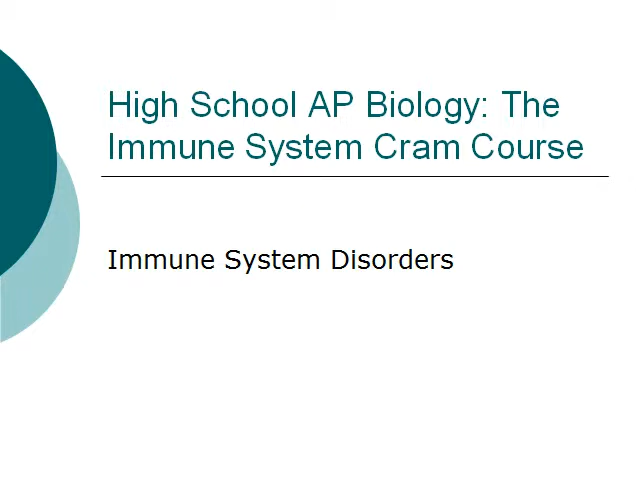 High School AP Biology: The
Immune System Cram Course
Immune System Disorders